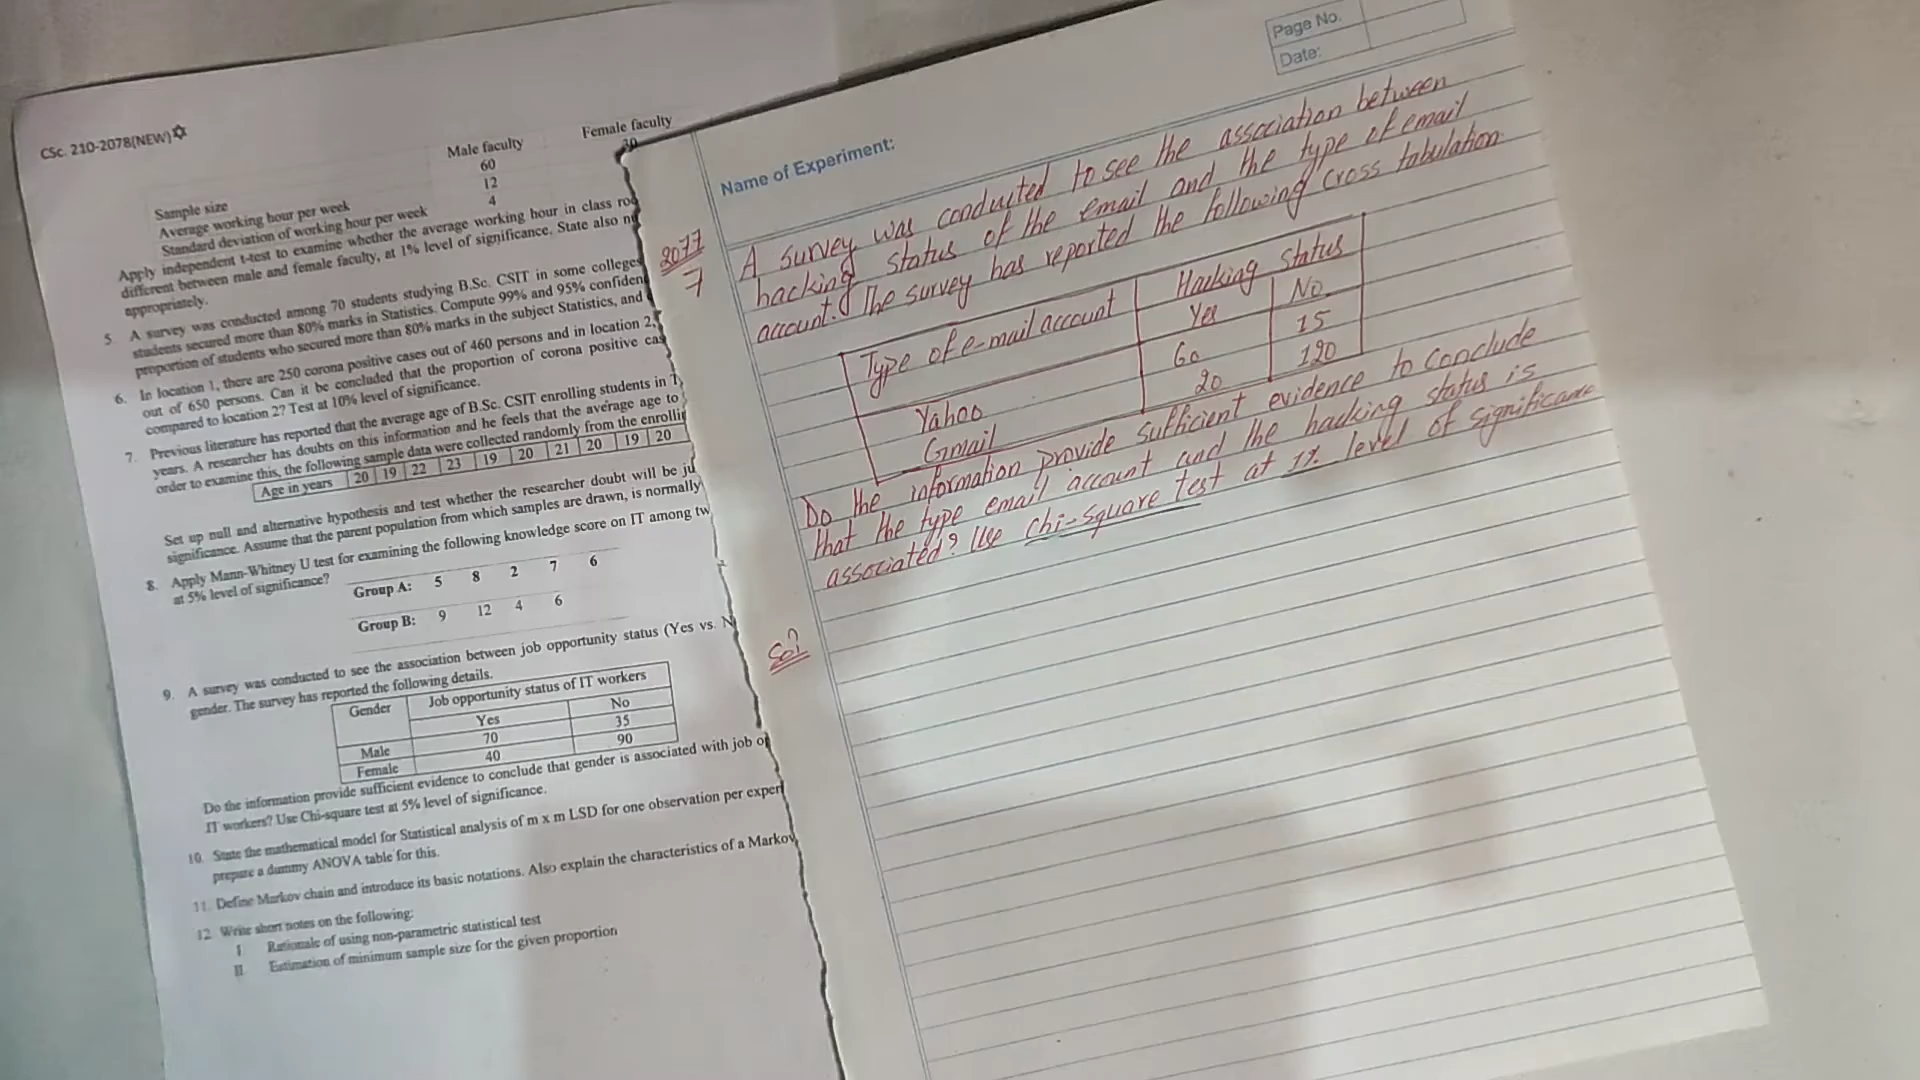 CSc. 210-2078(NEW)✡
Male faculty Female faculty
Sample size 60 30
Average working hour per week 12
Standard deviation of working hour per week 4
Apply independent t-test to examine whether the average working hour in class
different between male and female faculty, at 1% level of significance. State also
appropriately.
5. A survey was conducted among 70 students studying B.Sc. CSIT in some colleges
students secured more than 80% marks in Statistics. Compute 99% and 95%
proportion of students who secured more than 80% marks in the subject Statistics, and
6. In location 1, there are 250 corona positive cases out of 460 persons and in location 2,
out of 650 persons. Can it be concluded that the proportion of corona positive
compared to location 2? Test at 10% level of significance.
7. Previous literature has reported that the average age of B.Sc. CSIT enrolling students in
years. A researcher has doubts on this information and he feels that the average age to
order to examine this, the following sample data were collected randomly from the
Age in years 20 19 22 23 19 20 21 20 19 20
Set up null and alternative hypothesis and test whether the researcher doubt will be
significance. Assume that the parent population from which samples are drawn, is normally
8. Apply Mann-Whitney U test for examining the following knowledge score on IT among
at 5% level of significance?
Group A: 5 8 2 7 6
Group B: 9 12 4 6
9. A survey was conducted to see the association between job opportunity status (Yes vs.
gender. The survey has reported the following details.
Gender Job opportunity status of IT workers
Yes No
Male 70 35
Female 40 90
Do the information provide sufficient evidence to conclude that gender is associated with job
IT workers? Use Chi-square test at 5% level of significance.
10. State the mathematical model for Statistical analysis of m x m LSD for one observation per
prepare a dummy ANOVA table for this.
11. Define Markov chain and introduce its basic notations. Also explain the characteristics of a Markov
12. Write short notes on the following:
I. Rationale of using non-parametric statistical test
II. Estimation of minimum sample size for the given proportion
Page No.
Date:
Name of Experiment:
2077
7
A survey was conducted to see the association between
hacking status of the email and the type of email
account. The survey has reported the following cross tabulation.
Type of e-mail account Hacking Status
Yes No
Yahoo 60 15
Gmail 20 120
Do the information provide sufficient evidence to conclude
that the type email account and the hacking status is
associated? Use Chi-square test at 1% level of significance
Sol